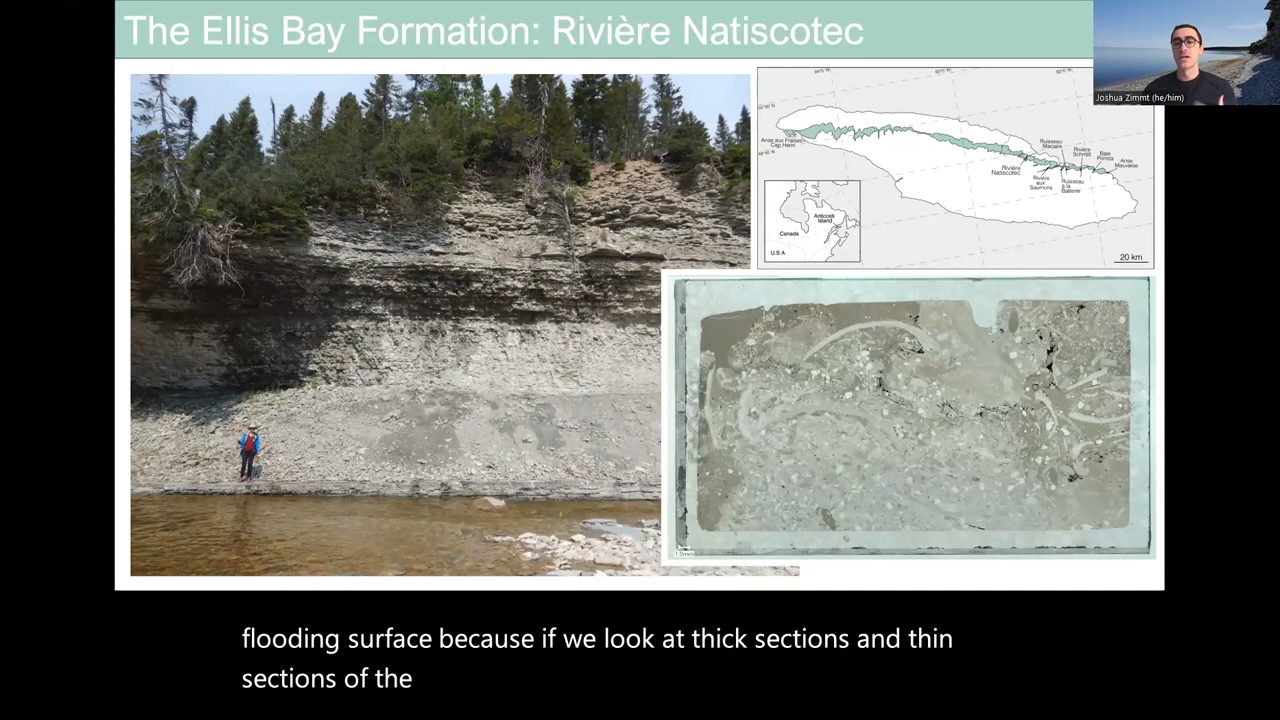 The Ellis Bay Formation: Rivière Natiscotec
Joshua Zimmt (he/him)
Anse aux Fraises
Cap Henri
Rivière
Natiscotec
Ruisseau
Macaire
Rivière
Schmitt
Baie
Prinsta
Anse
Mauvaise
Rivière
aux
Saumons
Ruisseau
à la
Batterie
Anticosti
Island
Canada
U.S.A
20 km
flooding surface because if we look at thick sections and thin
sections of the